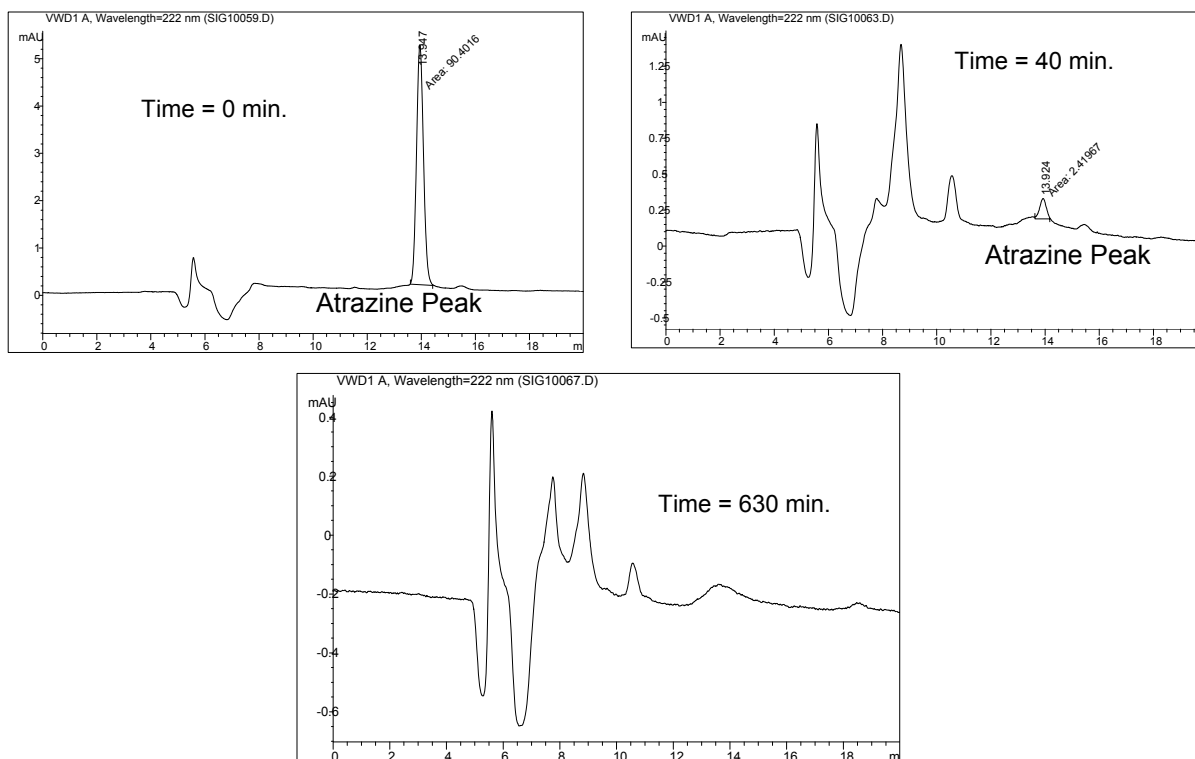 VWD1 A, Wavelength=222 nm (SIG10059.D)
mAU
5
4
3
2
1
0
13.947
Area: 90.4016
Time = 0 min.
Atrazine Peak
0 2 4 6 8 10 12 14 16 18 m
VWD1 A, Wavelength=222 nm (SIG10063.D)
mAU
1.25
1
0.75
0.5
0.25
0
-0.25
-0.5
Time = 40 min.
13.924
Area: 2.41967
Atrazine Peak
0 2 4 6 8 10 12 14 16 18
VWD1 A, Wavelength=222 nm (SIG10067.D)
mAU
0.4
0.2
0
-0.2
-0.4
-0.6
Time = 630 min.
0 2 4 6 8 10 12 14 16 18 m